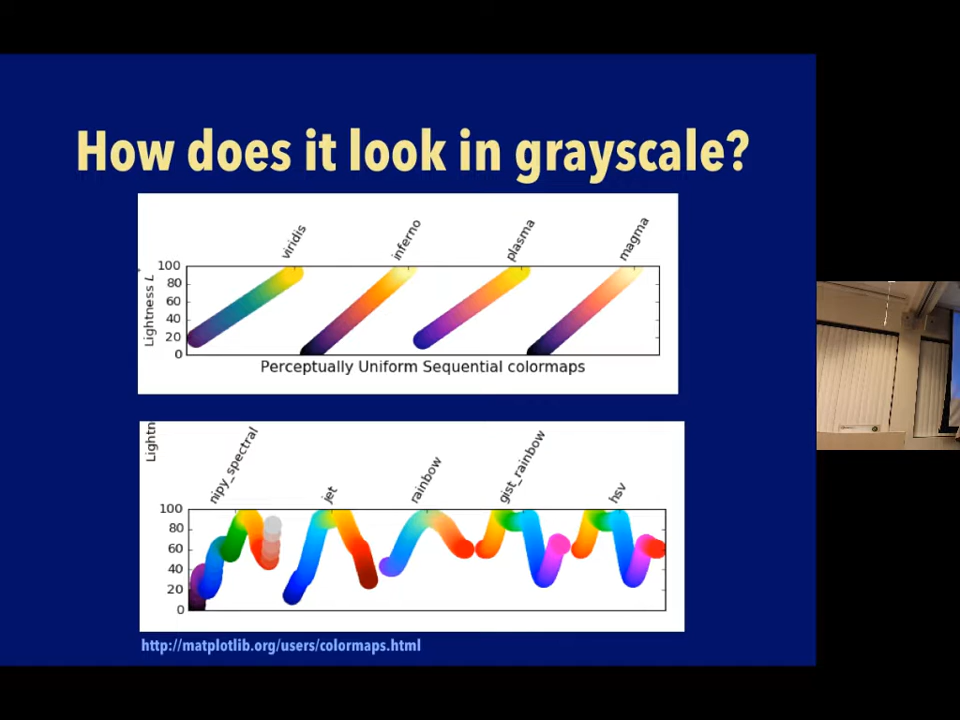 How does it look in grayscale?
viridis
inferno
plasma
magma
Lightness L
100
80
60
40
20
0
Perceptually Uniform Sequential colormaps
Lightn
nipy_spectral
jet
rainbow
gist_rainbow
hsv
100
80
60
40
20
0
http://matplotlib.org/users/colormaps.html